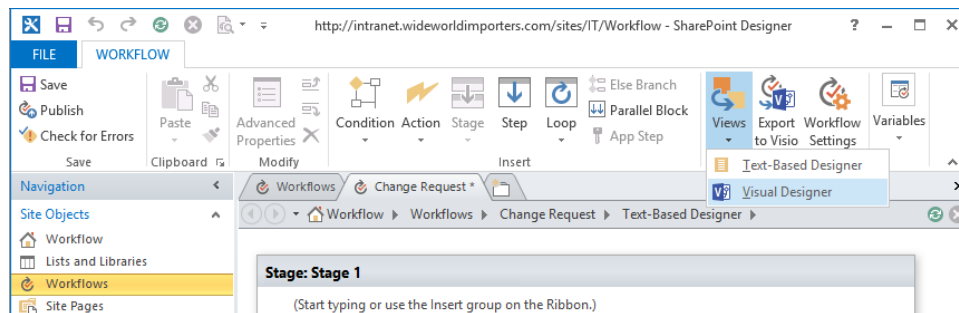 http://intranet.wideworldimporters.com/sites/IT/Workflow - SharePoint Designer ?
FILE WORKFLOW
Save
Publish
Check for Errors
Save
Paste
Clipboard
Advanced
Properties
Modify
Condition Action Stage Step Loop
Else Branch
Parallel Block
App Step
Insert
Views
Export
to Visio
Workflow
Settings
Variables
Text-Based Designer
Visual Designer
Navigation
Workflows Change Request *
Site Objects
Workflow Workflows Change Request Text-Based Designer
Workflow
Lists and Libraries
Workflows
Site Pages
Stage: Stage 1
(Start typing or use the Insert group on the Ribbon.)